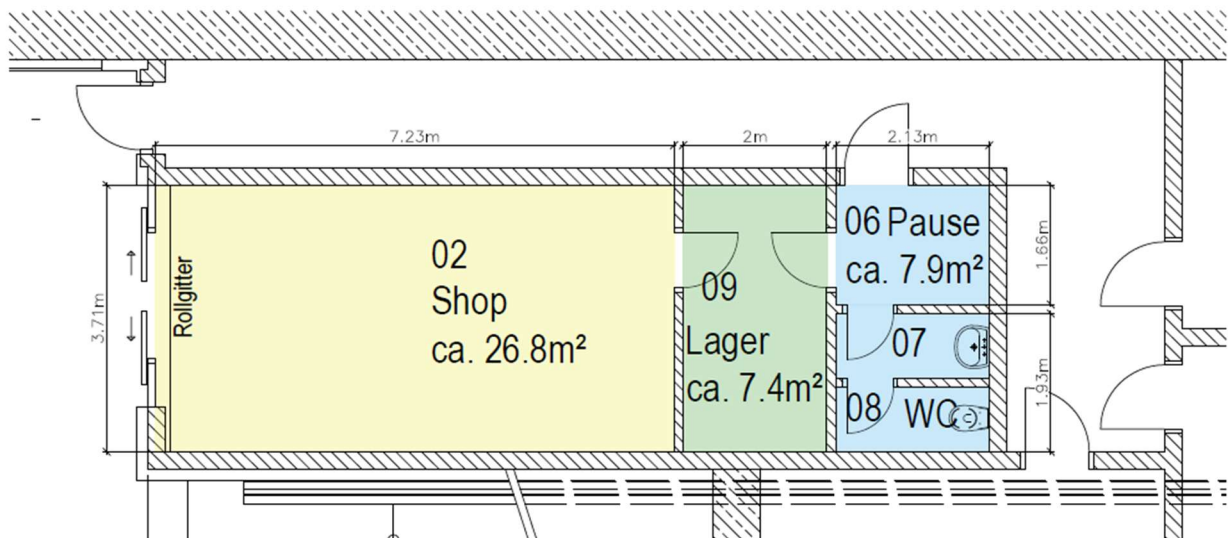 7.23m
2m
2.13m
3.71m
Rollgitter
02
Shop
ca. 26.8m²
09
Lager
ca. 7.4m²
06 Pause
ca. 7.9m²
1.66m
07
08 WC
1.93m